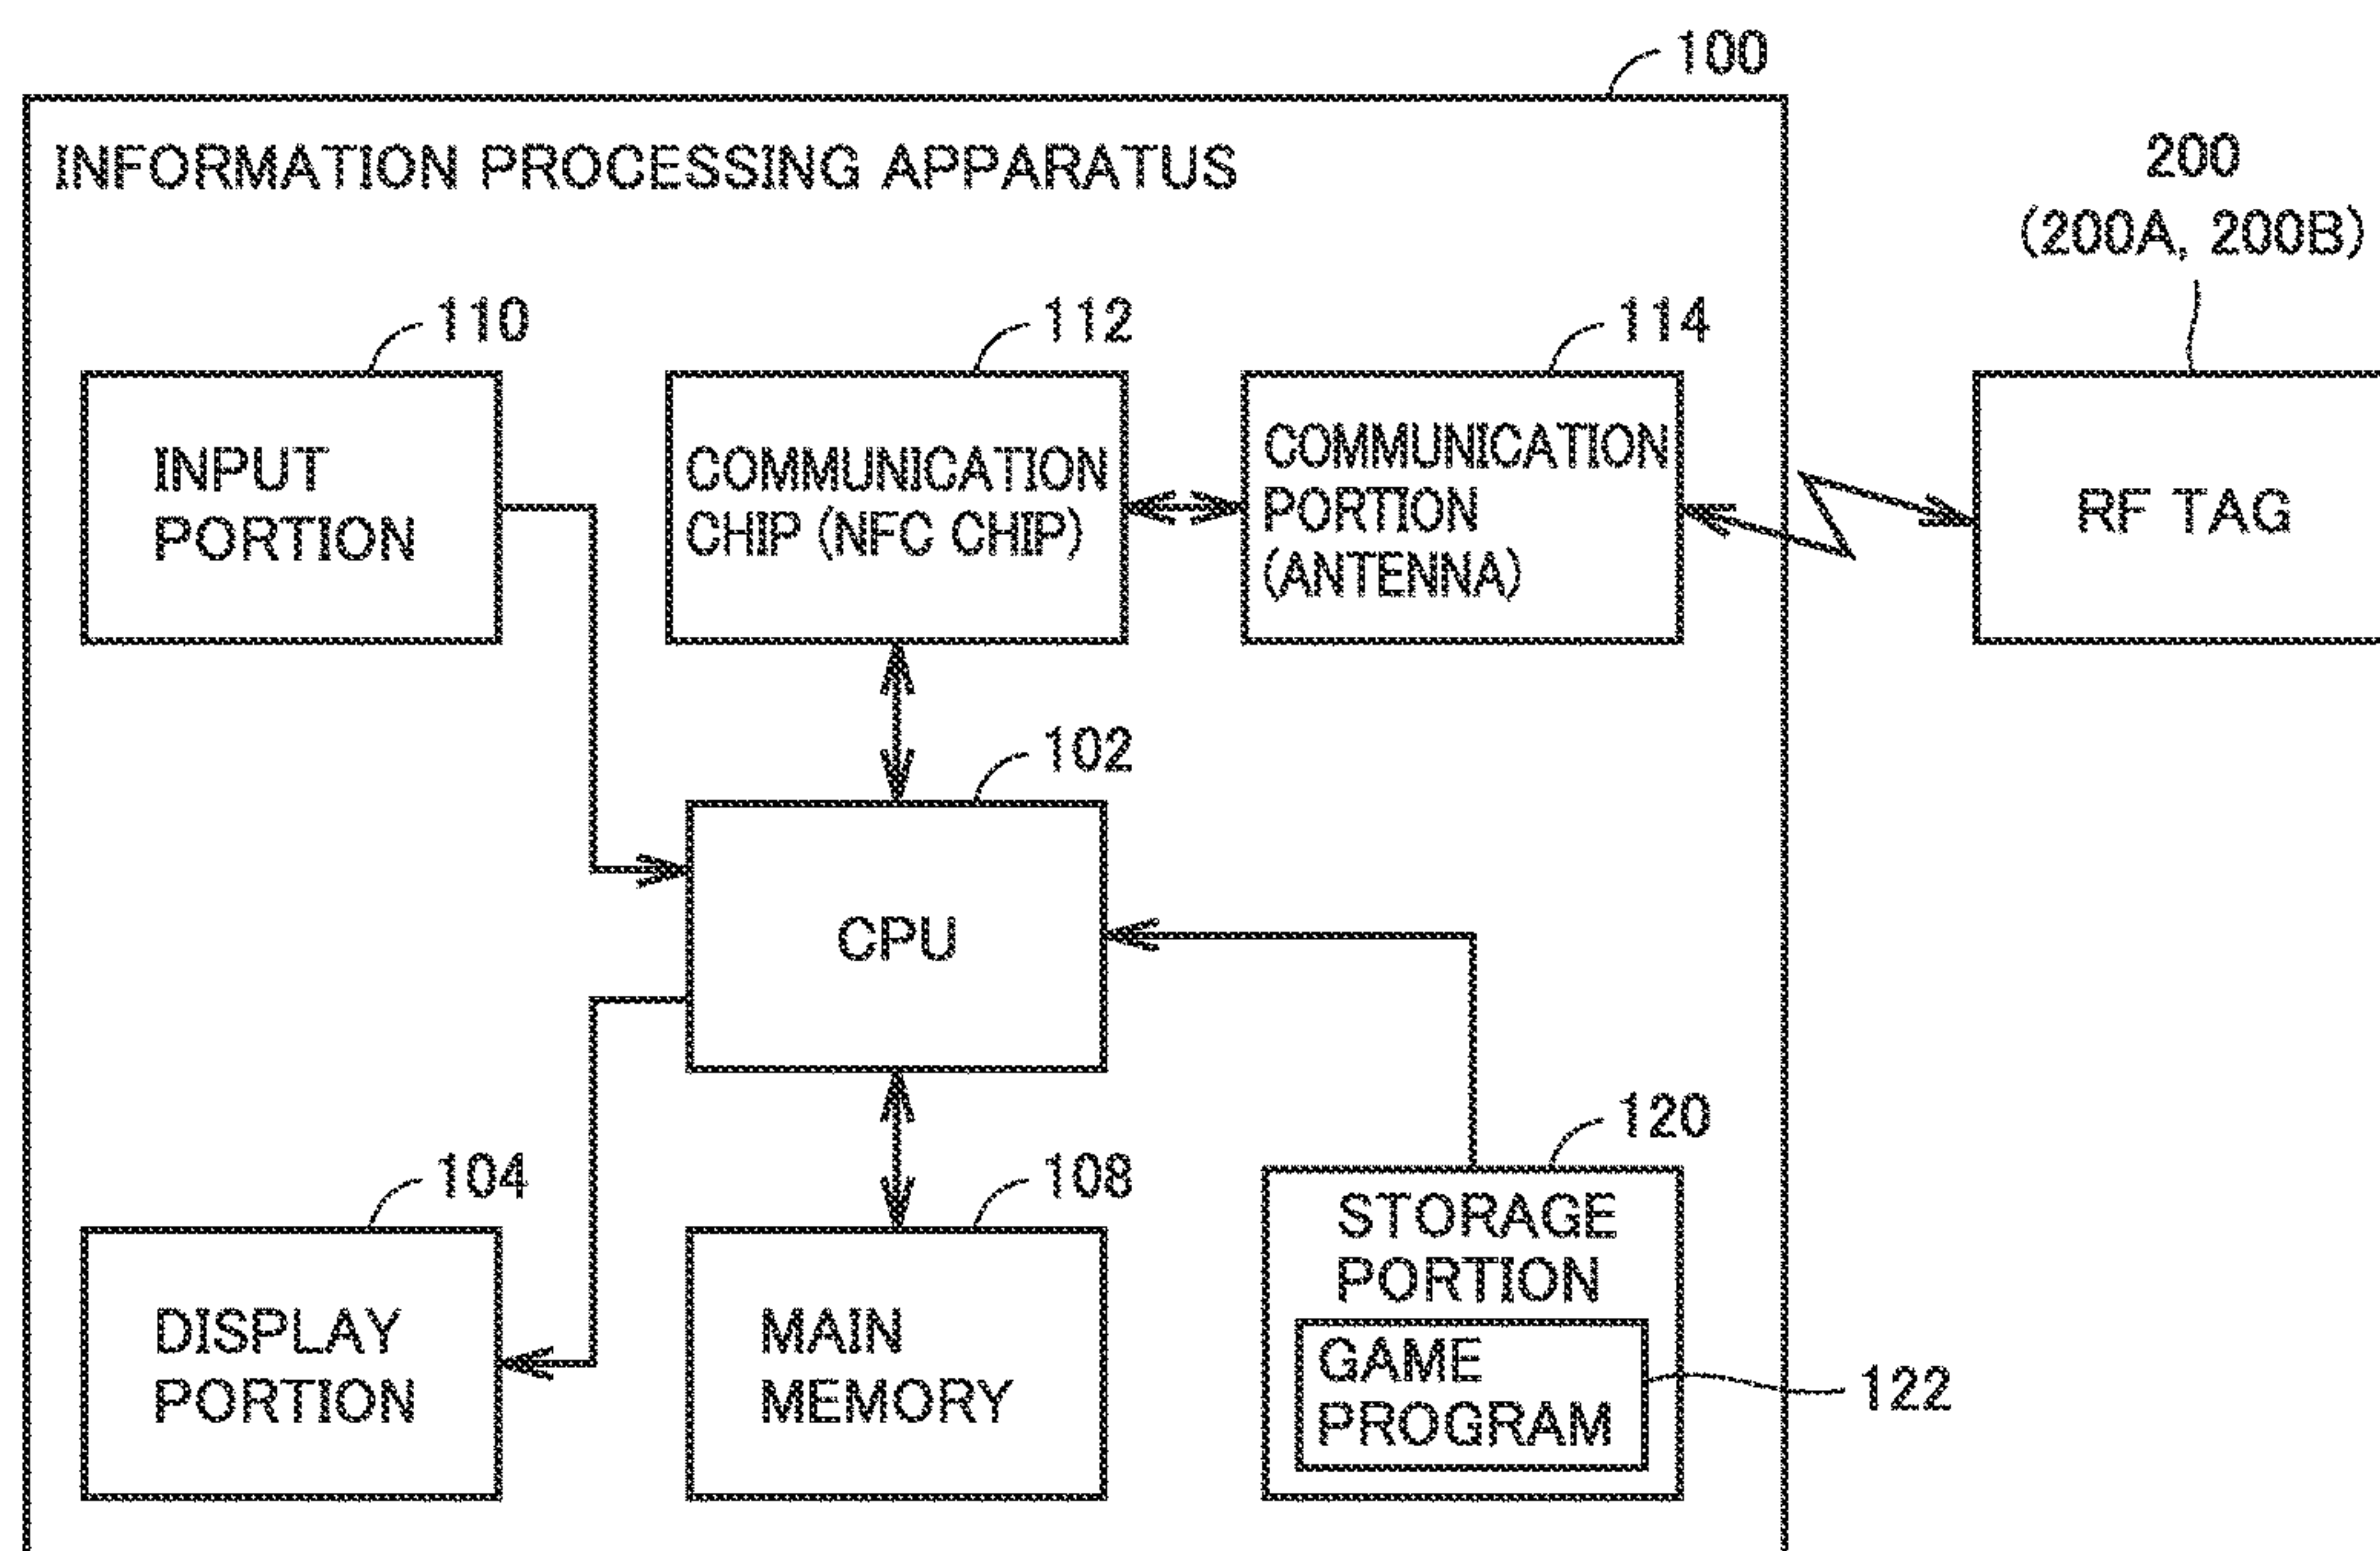 100
INFORMATION PROCESSING APPARATUS
200
(200A, 200B)
110
112
114
INPUT
PORTION
COMMUNICATION
CHIP (NFC CHIP)
COMMUNICATION
PORTION
(ANTENNA)
RF TAG
102
CPU
104
108
120
DISPLAY
PORTION
MAIN
MEMORY
STORAGE
PORTION
GAME
PROGRAM
122